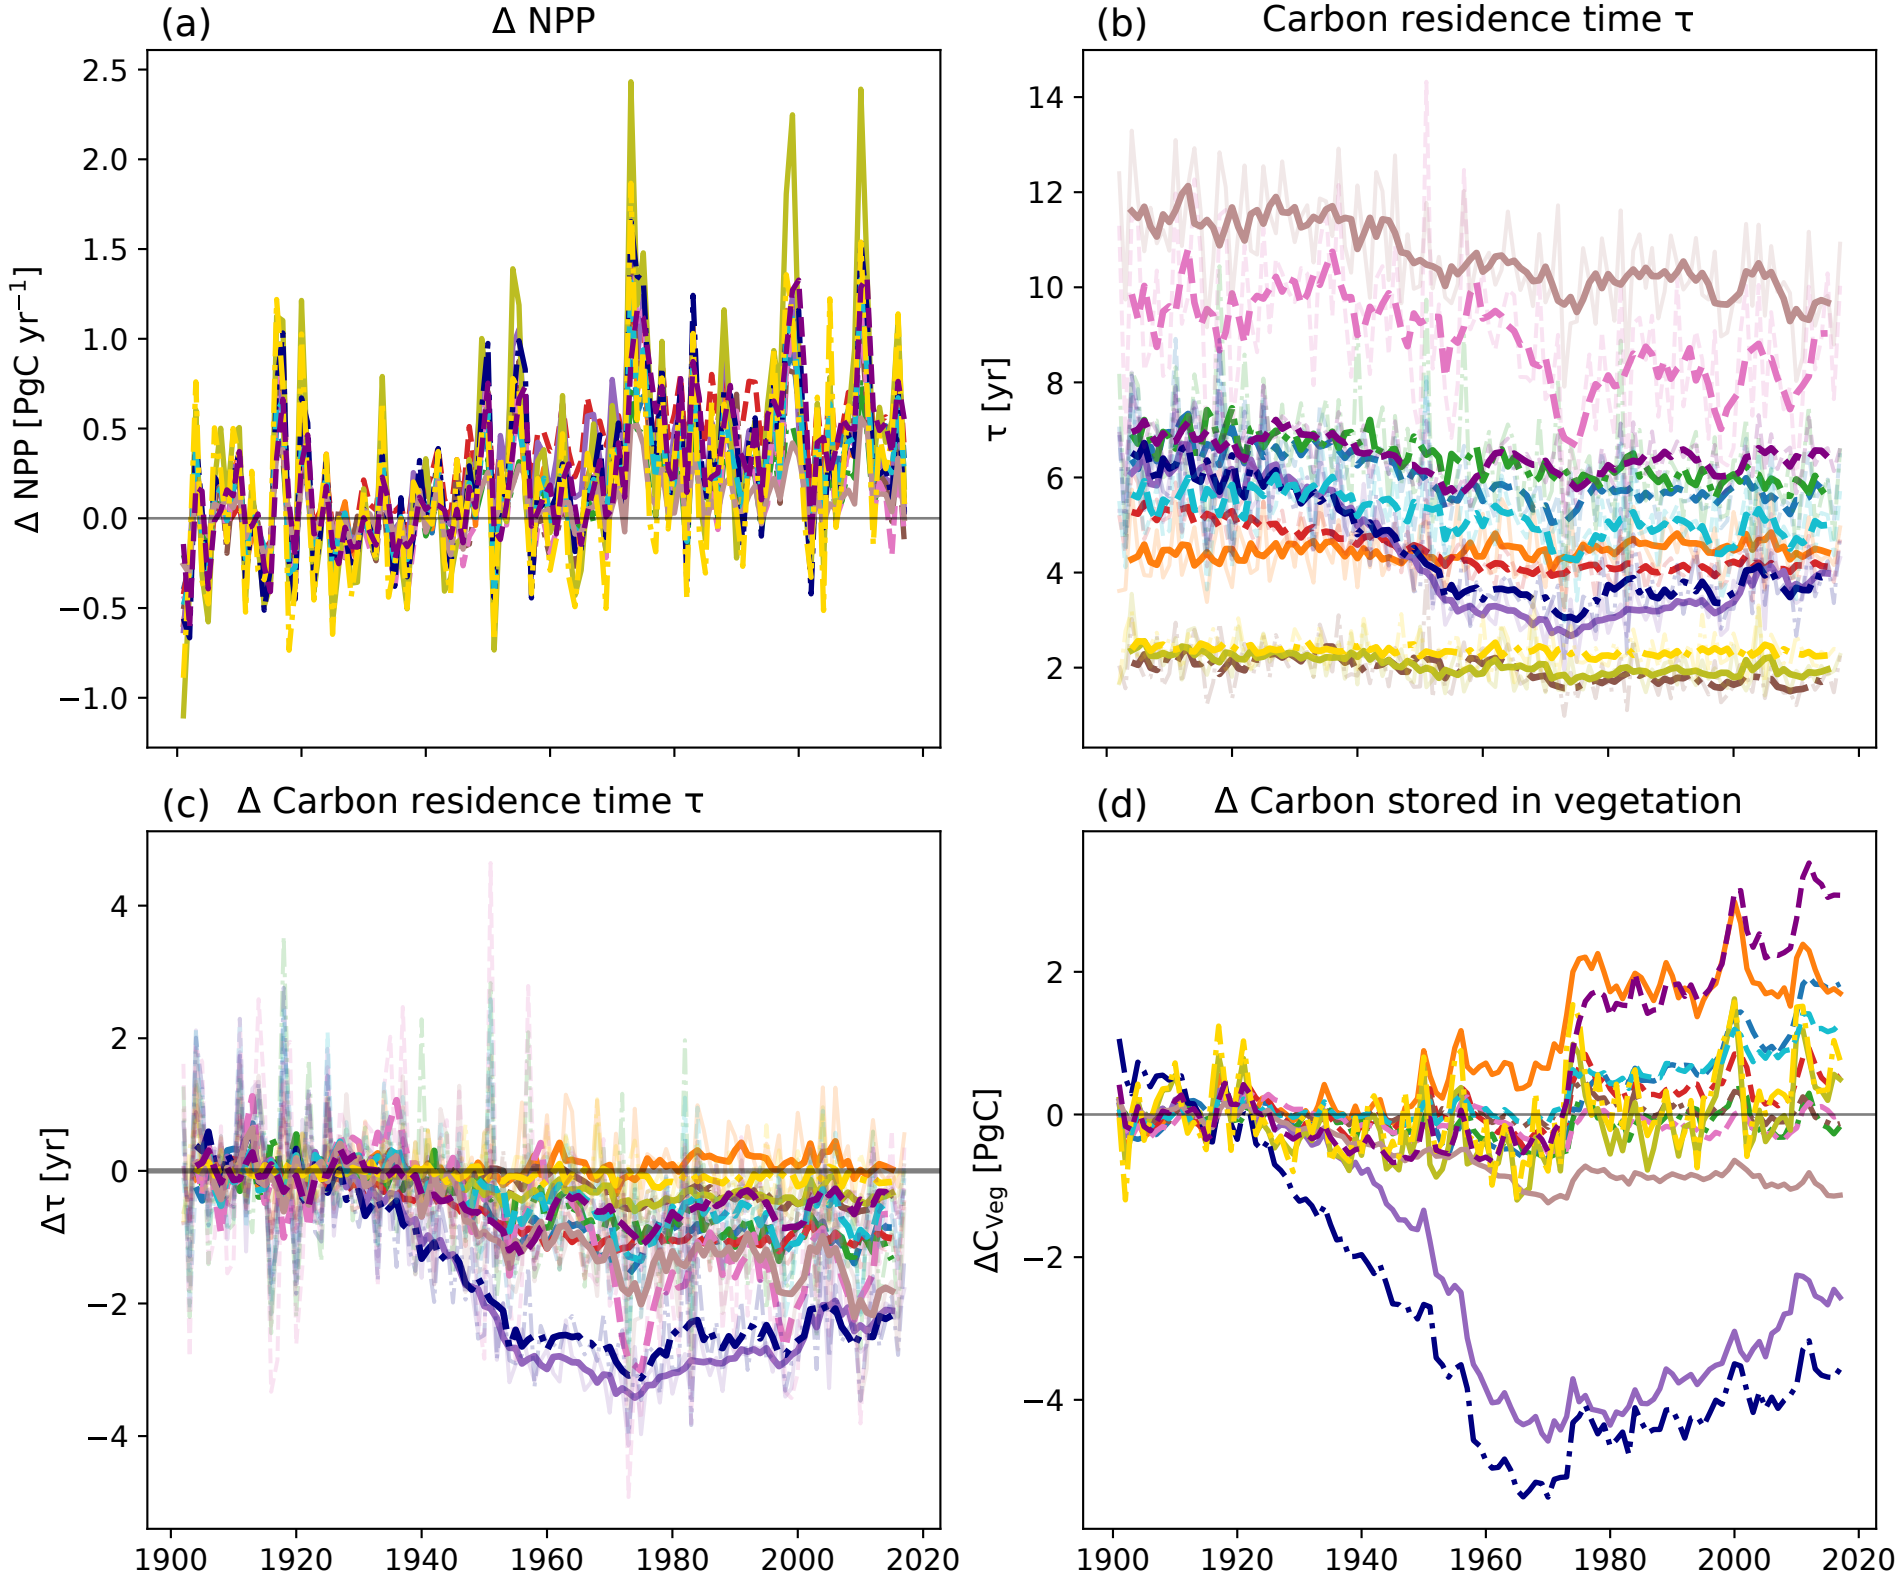 (a) Δ NPP
(b) Carbon residence time τ
2.5
2.0
1.5
1.0
0.5
0.0
−0.5
−1.0
Δ NPP [PgC yr⁻¹]
14
12
10
8
6
4
2
τ [yr]
(c) Δ Carbon residence time τ
(d) Δ Carbon stored in vegetation
4
2
0
−2
−4
Δτ [yr]
1900 1920 1940 1960 1980 2000 2020
2
0
−2
−4
ΔC_Veg [PgC]
1900 1920 1940 1960 1980 2000 2020